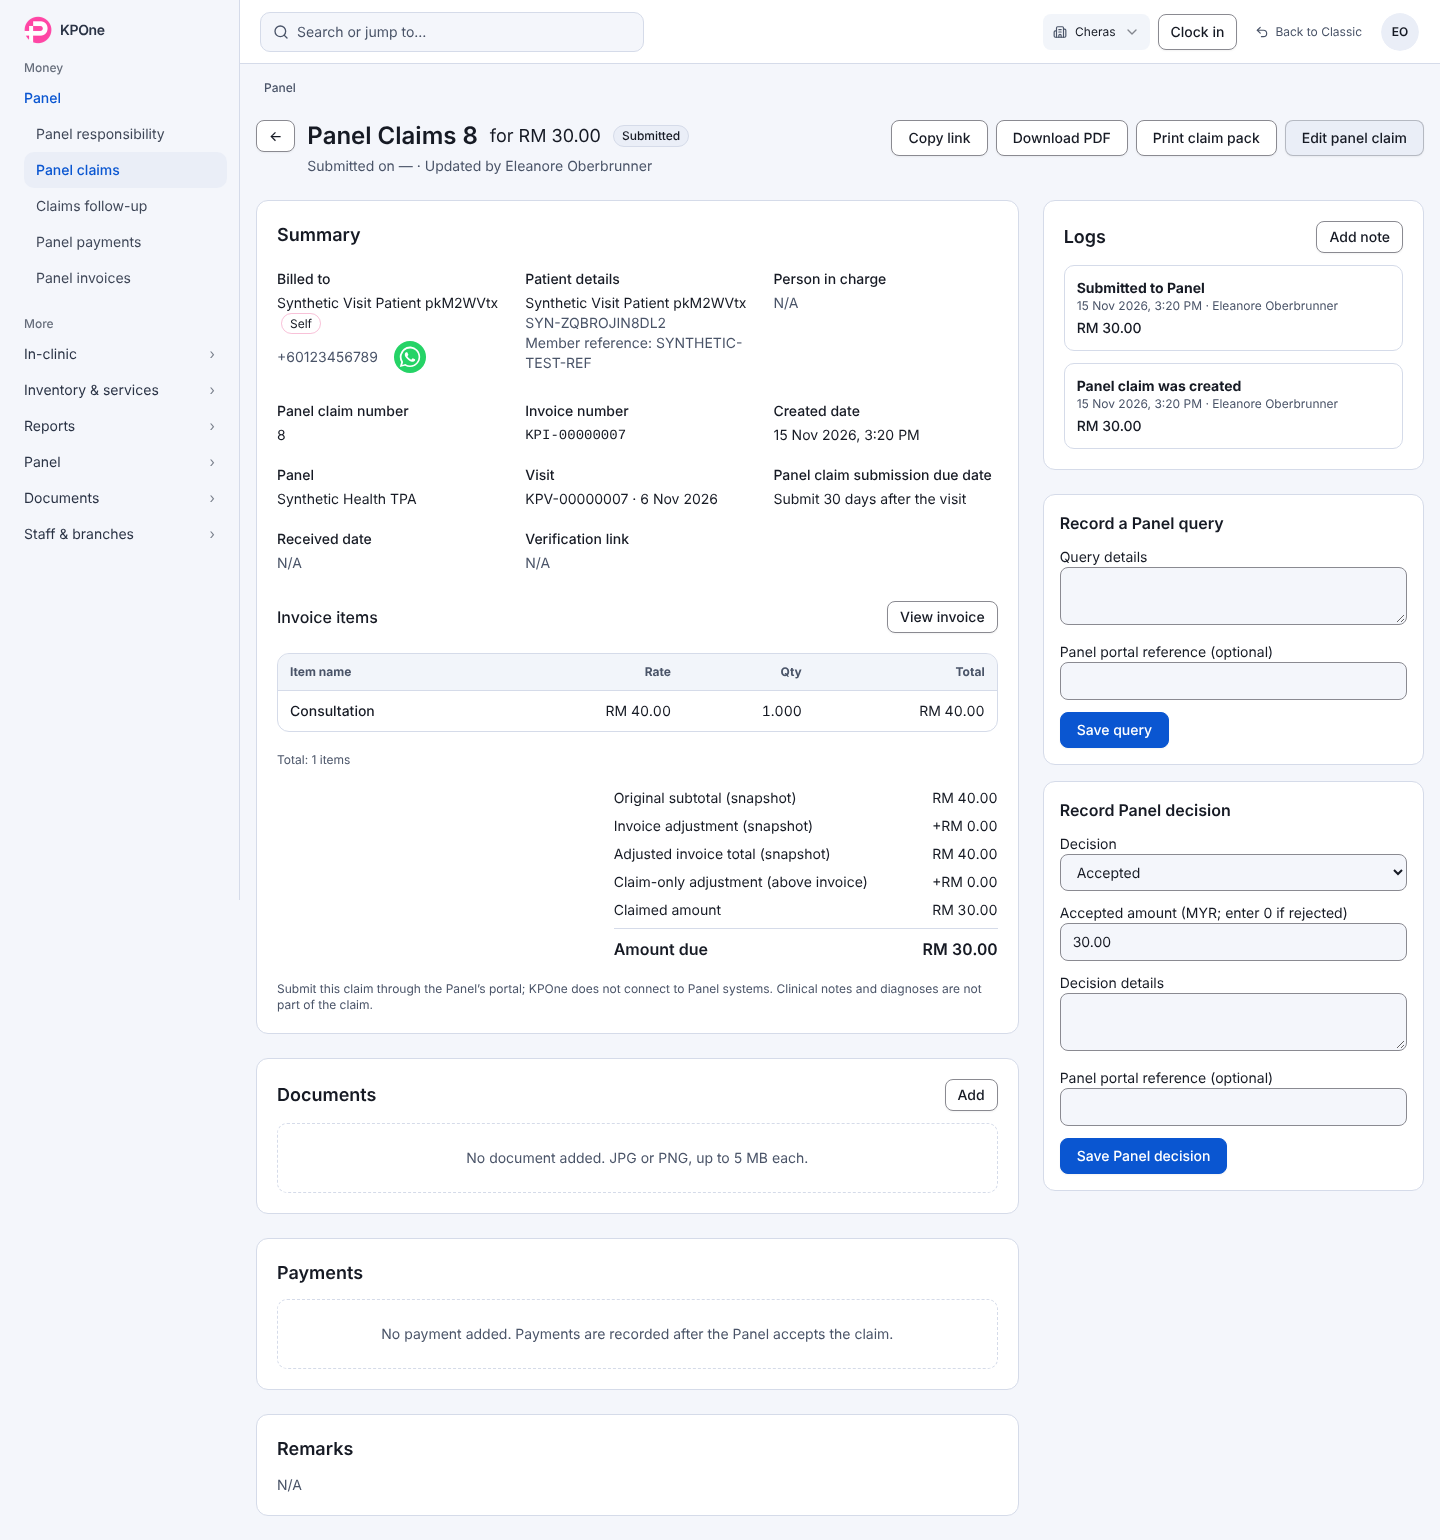 KPOne
Search or jump to...
Cheras
Clock in
Back to Classic
EO
Money
Panel
Panel responsibility
Panel claims
Claims follow-up
Panel payments
Panel invoices
More
In-clinic
Inventory & services
Reports
Panel
Documents
Staff & branches
Panel
Panel Claims 8 for RM 30.00 Submitted
Submitted on — · Updated by Eleanore Oberbrunner
Copy link
Download PDF
Print claim pack
Edit panel claim
Summary
Billed to
Synthetic Visit Patient pkM2WVtx
Self
+60123456789
Patient details
Synthetic Visit Patient pkM2WVtx
SYN-ZQBROJIN8DL2
Member reference: SYNTHETIC-
TEST-REF
Person in charge
N/A
Panel claim number
8
Invoice number
KPI-00000007
Created date
15 Nov 2026, 3:20 PM
Panel
Synthetic Health TPA
Visit
KPV-00000007 · 6 Nov 2026
Panel claim submission due date
Submit 30 days after the visit
Received date
N/A
Verification link
N/A
Invoice items
View invoice
Item name Rate Qty Total
Consultation RM 40.00 1.000 RM 40.00
Total: 1 items
Original subtotal (snapshot) RM 40.00
Invoice adjustment (snapshot) +RM 0.00
Adjusted invoice total (snapshot) RM 40.00
Claim-only adjustment (above invoice) +RM 0.00
Claimed amount RM 30.00
Amount due RM 30.00
Submit this claim through the Panel's portal; KPOne does not connect to Panel systems. Clinical notes and diagnoses are not
part of the claim.
Documents
Add
No document added. JPG or PNG, up to 5 MB each.
Payments
No payment added. Payments are recorded after the Panel accepts the claim.
Remarks
N/A
Logs
Add note
Submitted to Panel
15 Nov 2026, 3:20 PM · Eleanore Oberbrunner
RM 30.00
Panel claim was created
15 Nov 2026, 3:20 PM · Eleanore Oberbrunner
RM 30.00
Record a Panel query
Query details
Panel portal reference (optional)
Save query
Record Panel decision
Decision
Accepted
Accepted amount (MYR; enter 0 if rejected)
30.00
Decision details
Panel portal reference (optional)
Save Panel decision